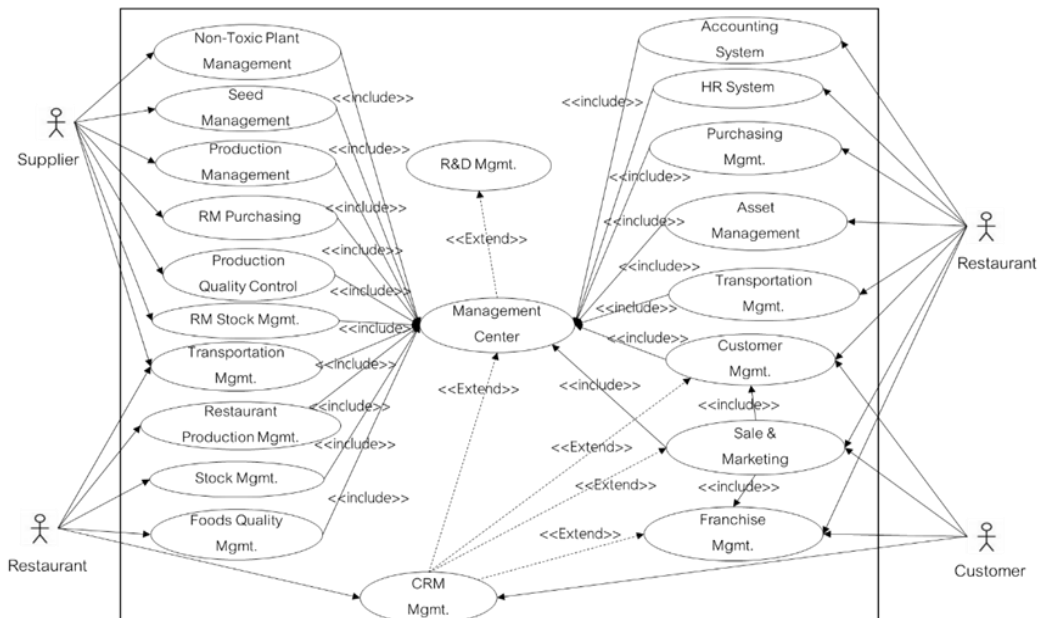 Non-Toxic Plant
Management
Seed
Management
Production
Management
RM Purchasing
Production
Quality Control
RM Stock Mgmt.
Transportation
Mgmt.
Restaurant
Production Mgmt.
Stock Mgmt.
Foods Quality
Mgmt.
Supplier
Restaurant
<<include>>
<<include>>
<<include>>
<<include>>
<<include>>
<<include>>
<<include>>
<<include>>
<<include>>
<<include>>
R&D Mgmt.
<<Extend>>
Management
Center
<<Extend>>
CRM
Mgmt.
<<include>>
<<include>>
<<include>>
<<include>>
<<include>>
<<include>>
<<include>>
<<include>>
<<include>>
<<Extend>>
<<Extend>>
<<Extend>>
Accounting
System
HR System
Purchasing
Mgmt.
Asset
Management
Transportation
Mgmt.
Customer
Mgmt.
Sale &
Marketing
Franchise
Mgmt.
Restaurant
Customer